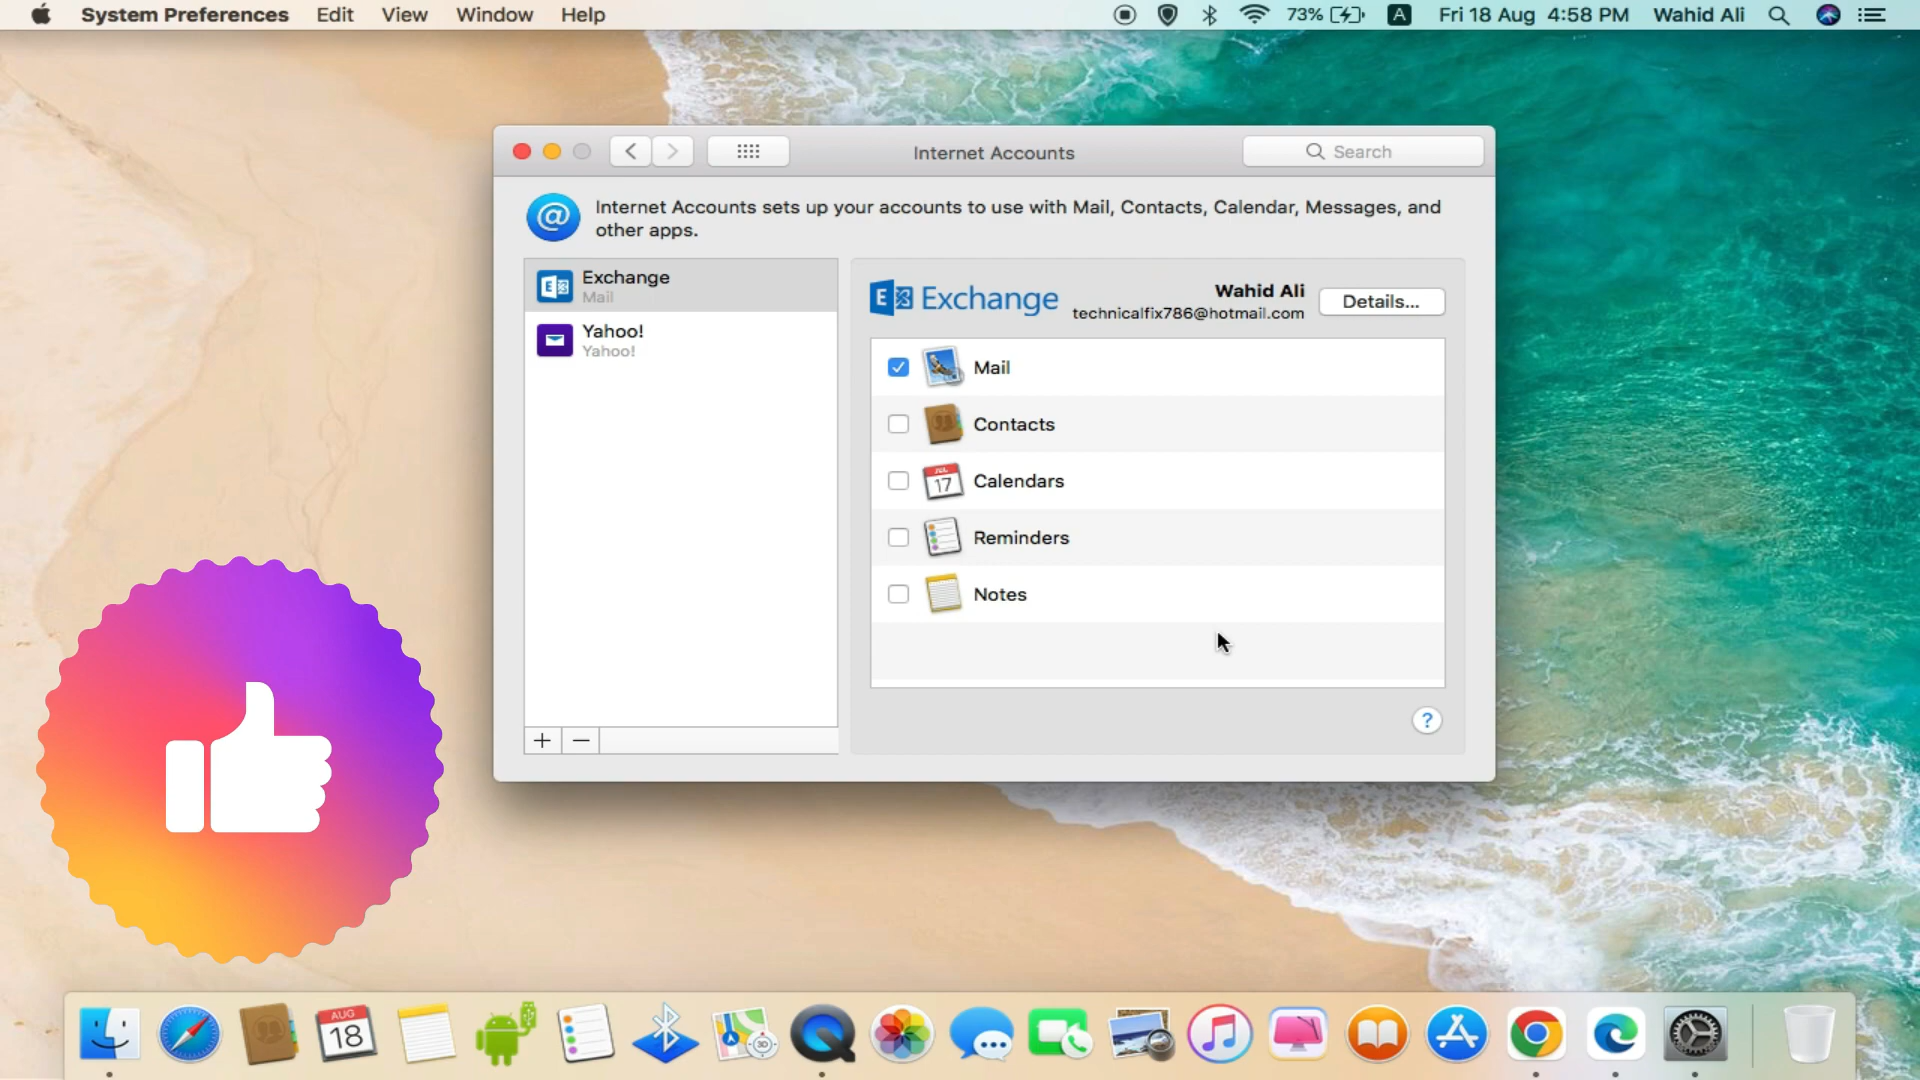 System Preferences Edit View Window Help
73% A Fri 18 Aug 4:58 PM Wahid Ali
Internet Accounts
Search
@
Internet Accounts sets up your accounts to use with Mail, Contacts, Calendar, Messages, and
other apps.
E Exchange
Mail
Yahoo!
Yahoo!
E Exchange
Wahid Ali
technicalfix786@hotmail.com
Details...
Mail
Contacts
JUL
17
Calendars
Reminders
Notes
+ −
?
AUG
18
3D